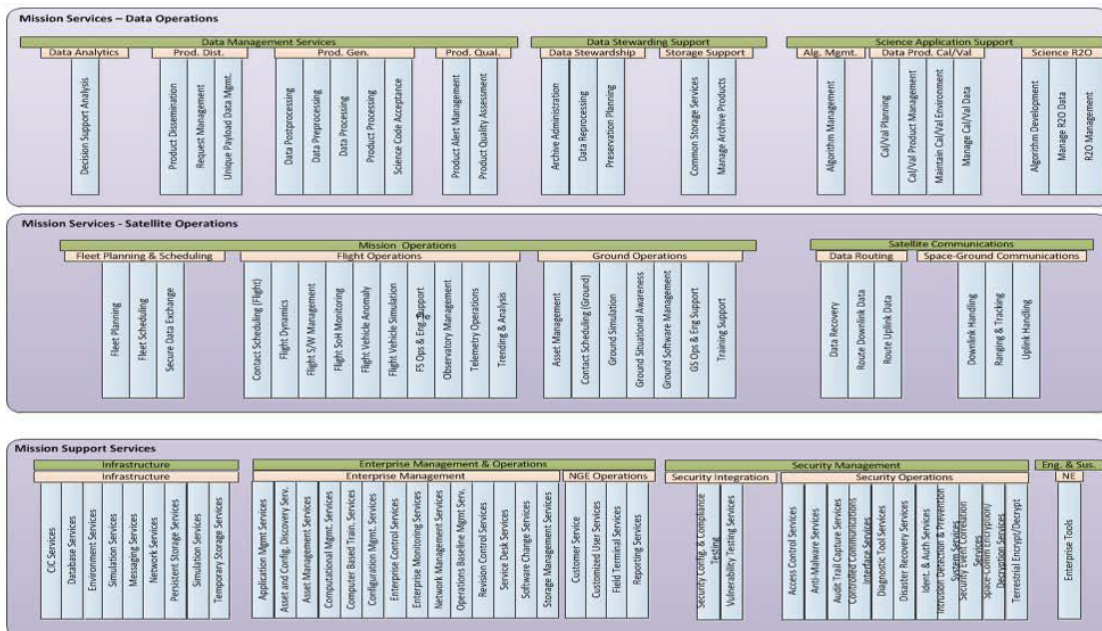 Mission Services – Data Operations
Data Management Services
Data Stewarding Support
Science Application Support
Data Analytics
Prod. Dist.
Prod. Gen.
Prod. Qual.
Data Stewardship
Storage Support
Alg. Mgmt.
Data Prod. Cal/Val
Science R2O
Decision Support Analysis
Product Dissemination
Request Management
Unique Payload Data Mgmt.
Data Postprocessing
Data Preprocessing
Data Processing
Product Processing
Science Code Acceptance
Product Alert Management
Product Quality Assessment
Archive Administration
Data Reprocessing
Preservation Planning
Common Storage Services
Manage Archive Products
Algorithm Management
Cal/Val Planning
Cal/Val Product Management
Maintain Cal/Val Environment
Manage Cal/Val Data
Algorithm Development
Manage R2O Data
R2O Management
Mission Services - Satellite Operations
Mission Operations
Satellite Communications
Fleet Planning & Scheduling
Flight Operations
Ground Operations
Data Routing
Space-Ground Communications
Fleet Planning
Fleet Scheduling
Secure Data Exchange
Contact Scheduling (Flight)
Flight Dynamics
Flight S/W Management
Flight SoH Monitoring
Flight Vehicle Anomaly
Flight Vehicle Simulation
FS Ops & Eng Support
Observatory Management
Telemetry Operations
Trending & Analysis
Asset Management
Contact Scheduling (Ground)
Ground Simulation
Ground Situational Awareness
Ground Software Management
GS Ops & Eng Support
Training Support
Data Recovery
Route Downlink Data
Route Uplink Data
Downlink Handling
Ranging & Tracking
Uplink Handling
Mission Support Services
Infrastructure
Enterprise Management & Operations
Security Management
Eng. & Sus.
Infrastructure
Enterprise Management
NGE Operations
Security Integration
Security Operations
NE
CIC Services
Database Services
Environment Services
Simulation Services
Messaging Services
Network Services
Persistent Storage Services
Simulation Services
Temporary Storage Services
Application Mgmt Services
Asset and Config. Discovery Serv.
Asset Management Services
Computational Mgmt. Services
Computer Based Train. Services
Configuration Mgmt. Services
Enterprise Control Services
Enterprise Monitoring Services
Network Management Services
Operations Baseline Mgmt Serv.
Revision Control Services
Service Desk Services
Software Change Services
Storage Management Services
Customer Service
Customized User Services
Field Terminal Services
Reporting Services
Security Config. & Compliance
Testing
Vulnerability Testing Services
Access Control Services
Anti-Malware Services
Audit Trail Capture Services
Controlled Communications
Interface Services
Diagnostic Tool Services
Disaster Recovery Services
Ident. & Auth Services
Intrusion Detection & Prevention
System Services
Security Event Correlation
Services
Space-Comm Encryption/
Decryption Services
Terrestrial Encrypt/Decrypt
Enterprise Tools